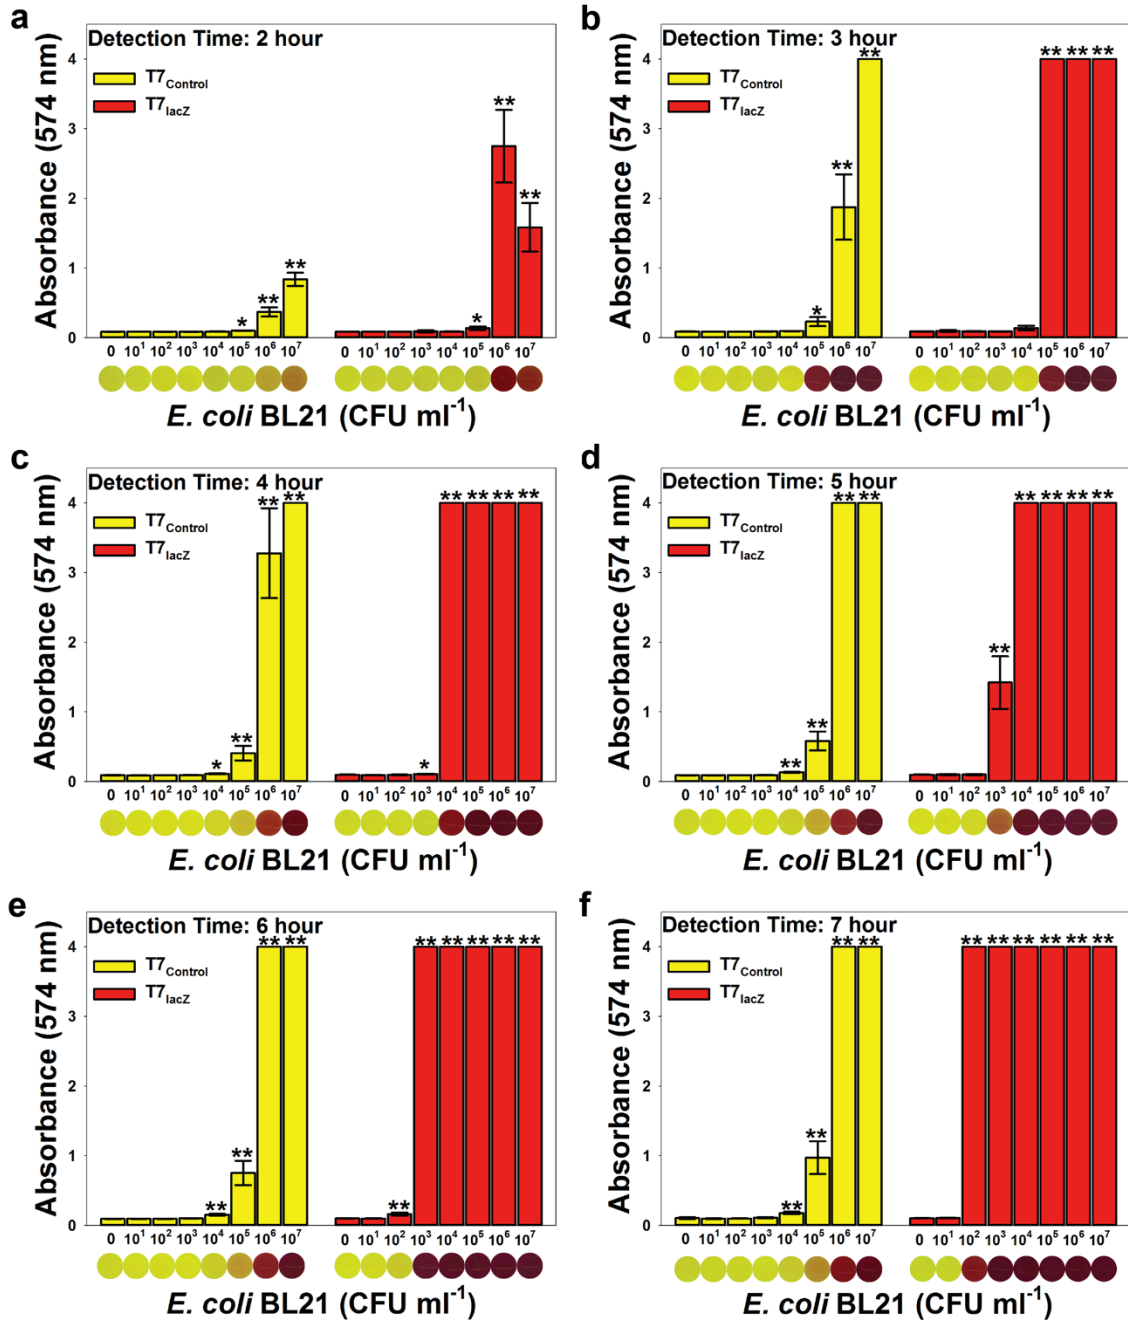 a
Detection Time: 2 hour
T7Control
T7lacZ
Absorbance (574 nm)
4
3
2
1
0
** ** * ** ** *
0 10¹ 10² 10³ 10⁴ 10⁵ 10⁶ 10⁷ 0 10¹ 10² 10³ 10⁴ 10⁵ 10⁶ 10⁷
E. coli BL21 (CFU ml⁻¹)
b
Detection Time: 3 hour
T7Control
T7lacZ
Absorbance (574 nm)
4
3
2
1
0
* ** ** ** ** **
0 10¹ 10² 10³ 10⁴ 10⁵ 10⁶ 10⁷ 0 10¹ 10² 10³ 10⁴ 10⁵ 10⁶ 10⁷
E. coli BL21 (CFU ml⁻¹)
c
Detection Time: 4 hour
T7Control
T7lacZ
Absorbance (574 nm)
4
3
2
1
0
* ** ** ** * ** ** ** **
0 10¹ 10² 10³ 10⁴ 10⁵ 10⁶ 10⁷ 0 10¹ 10² 10³ 10⁴ 10⁵ 10⁶ 10⁷
E. coli BL21 (CFU ml⁻¹)
d
Detection Time: 5 hour
T7Control
T7lacZ
Absorbance (574 nm)
4
3
2
1
0
** ** ** ** ** ** ** ** **
0 10¹ 10² 10³ 10⁴ 10⁵ 10⁶ 10⁷ 0 10¹ 10² 10³ 10⁴ 10⁵ 10⁶ 10⁷
E. coli BL21 (CFU ml⁻¹)
e
Detection Time: 6 hour
T7Control
T7lacZ
Absorbance (574 nm)
4
3
2
1
0
** ** ** ** ** ** ** ** ** **
0 10¹ 10² 10³ 10⁴ 10⁵ 10⁶ 10⁷ 0 10¹ 10² 10³ 10⁴ 10⁵ 10⁶ 10⁷
E. coli BL21 (CFU ml⁻¹)
f
Detection Time: 7 hour
T7Control
T7lacZ
Absorbance (574 nm)
4
3
2
1
0
** ** ** ** ** ** ** ** ** **
0 10¹ 10² 10³ 10⁴ 10⁵ 10⁶ 10⁷ 0 10¹ 10² 10³ 10⁴ 10⁵ 10⁶ 10⁷
E. coli BL21 (CFU ml⁻¹)